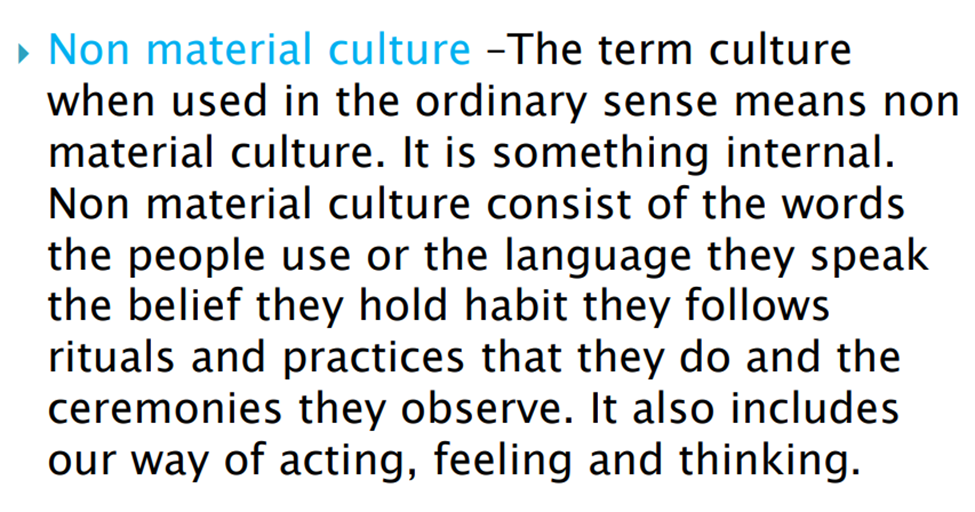 Non material culture –The term culture
when used in the ordinary sense means non
material culture. It is something internal.
Non material culture consist of the words
the people use or the language they speak
the belief they hold habit they follows
rituals and practices that they do and the
ceremonies they observe. It also includes
our way of acting, feeling and thinking.